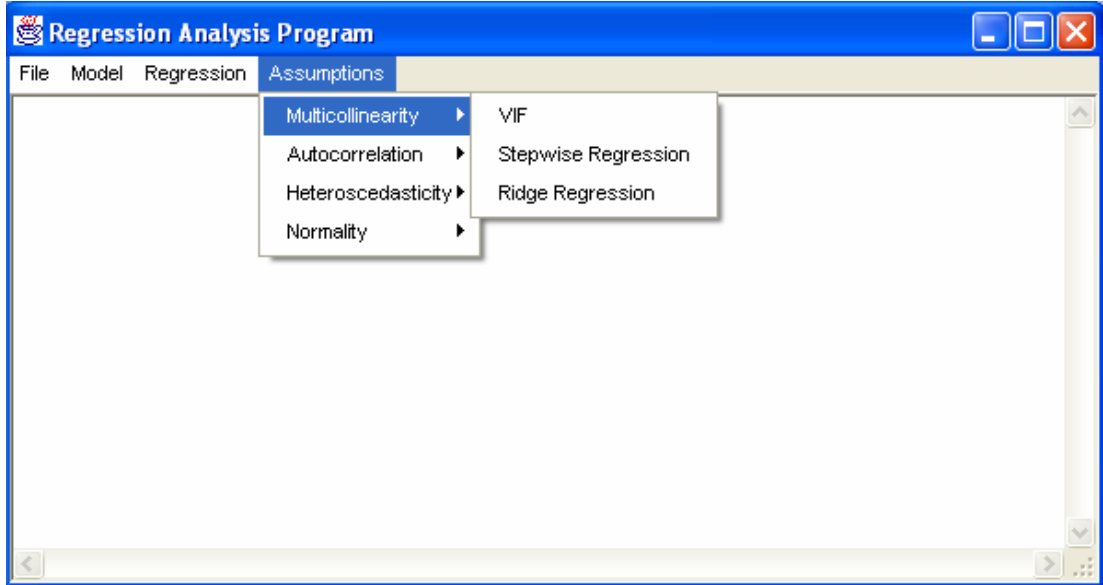 Regression Analysis Program
File Model Regression Assumptions
Multicollinearity VIF
Autocorrelation Stepwise Regression
Heteroscedasticity Ridge Regression
Normality